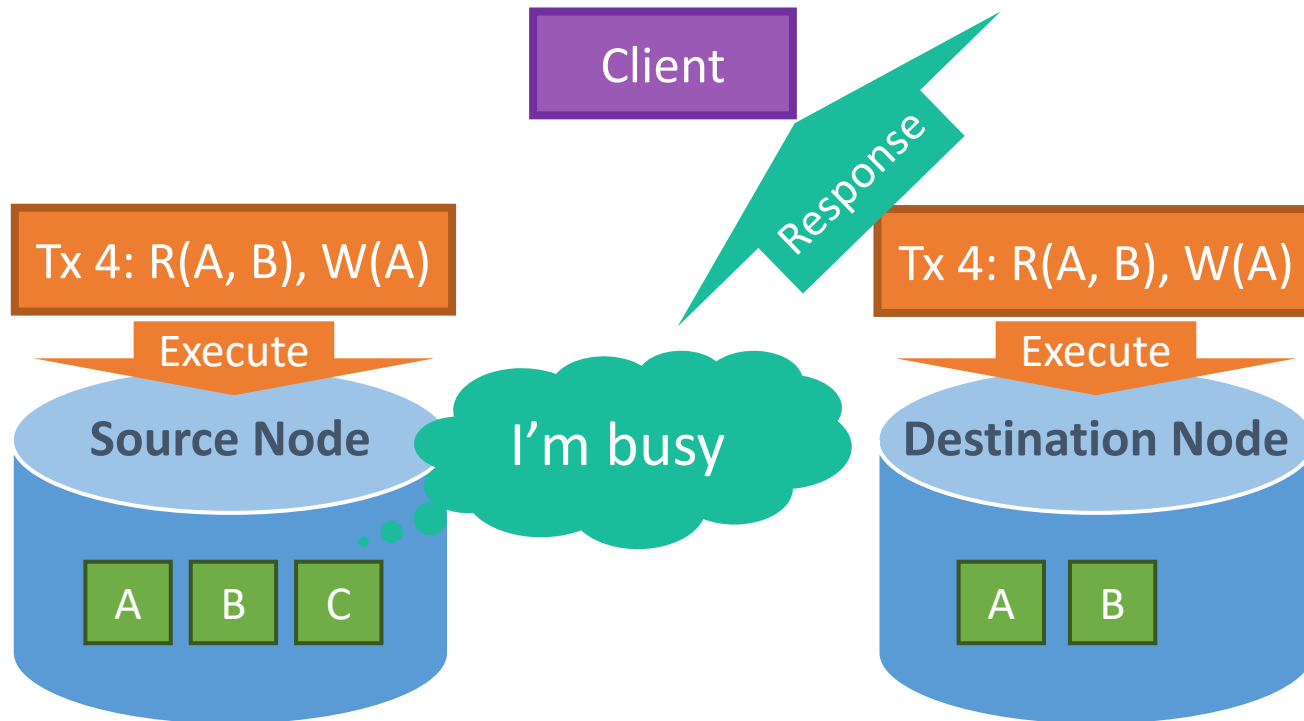 Client
Response
Tx 4: R(A, B), W(A)
Tx 4: R(A, B), W(A)
Execute
Execute
Source Node
I’m busy
Destination Node
A
B
C
A
B